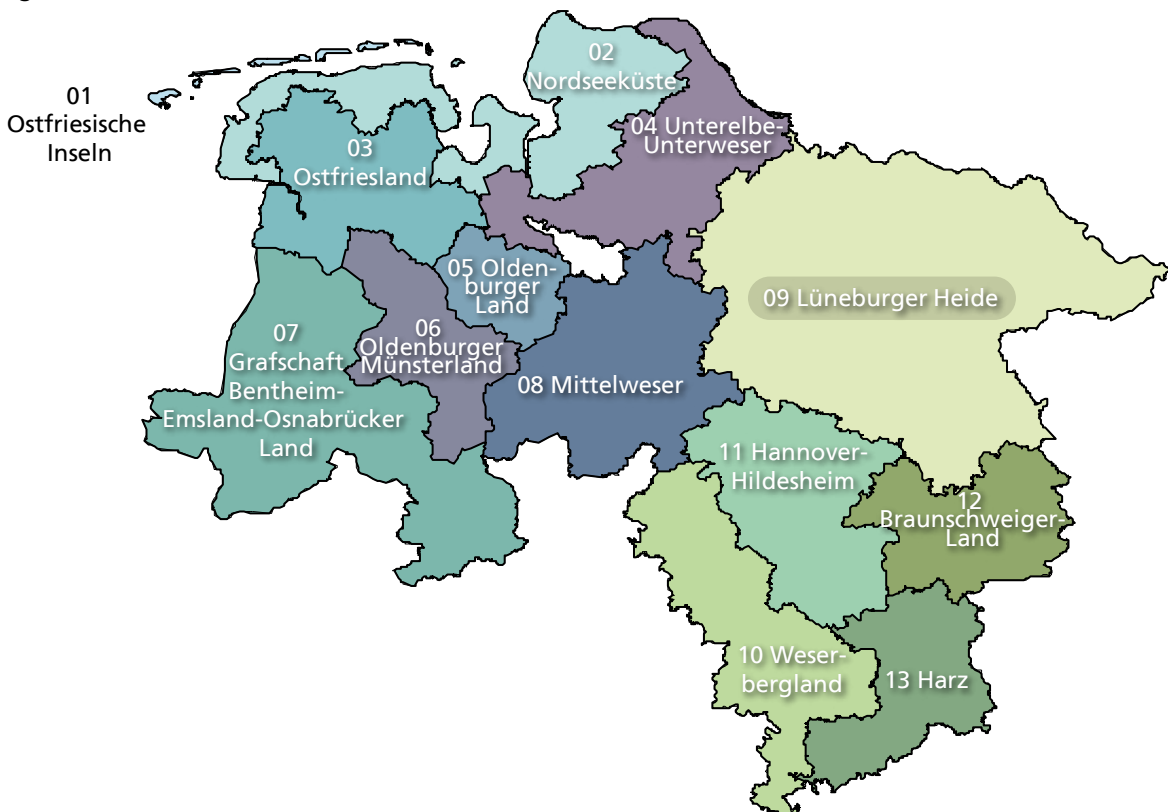 01
Ostfriesische
Inseln
02
Nordseeküste
03
Ostfriesland
04 Unterelbe-
Unterweser
05 Olden-
burger
Land
06
Oldenburger
Münsterland
07
Grafschaft
Bentheim-
Emsland-Osnabrücker
Land
08 Mittelweser
09 Lüneburger Heide
10 Weser-
bergland
11 Hannover-
Hildesheim
12
Braunschweiger-
Land
13 Harz